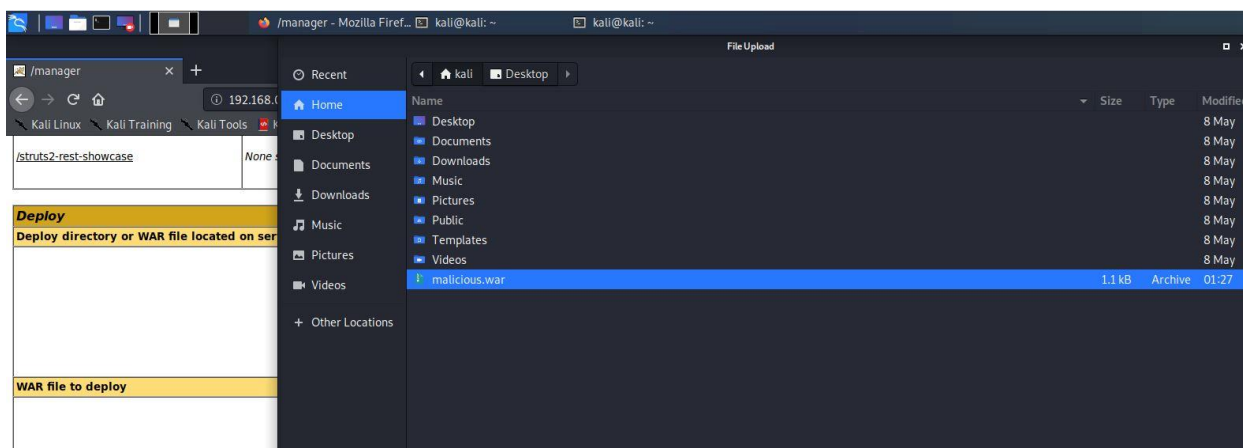 /manager - Mozilla Firef... kali@kali: ~ kali@kali: ~
File Upload
/manager
192.168.
Kali Linux Kali Training Kali Tools
/struts2-rest-showcase None
Deploy
Deploy directory or WAR file located on ser
WAR file to deploy
Recent
Home
Desktop
Documents
Downloads
Music
Pictures
Videos
+ Other Locations
kali Desktop
Name Size Type Modifie
Desktop 8 May
Documents 8 May
Downloads 8 May
Music 8 May
Pictures 8 May
Public 8 May
Templates 8 May
Videos 8 May
malicious.war 1.1 kB Archive 01:27